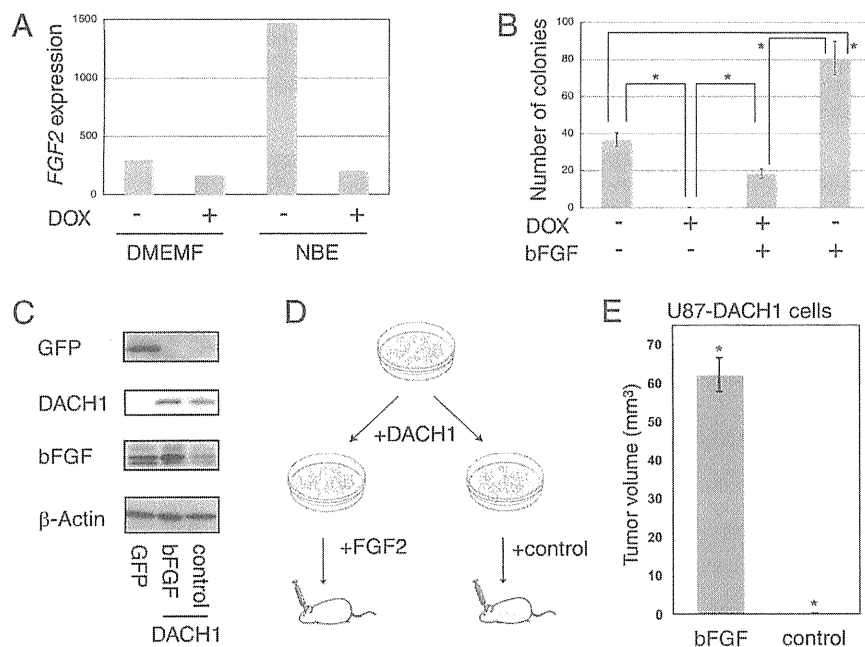 A
FGF2 expression
1500
1000
500
0
DOX
- + - +
DMEMF NBE
B
Number of colonies
100
80
60
40
20
0
* * * *
DOX - + + -
bFGF - - + +
C
GFP
DACH1
bFGF
β-Actin
GFP
bFGF
control
DACH1
D
+DACH1
+FGF2
+control
E
U87-DACH1 cells
Tumor volume (mm³)
70
60
50
40
30
20
10
0
*
*
bFGF control